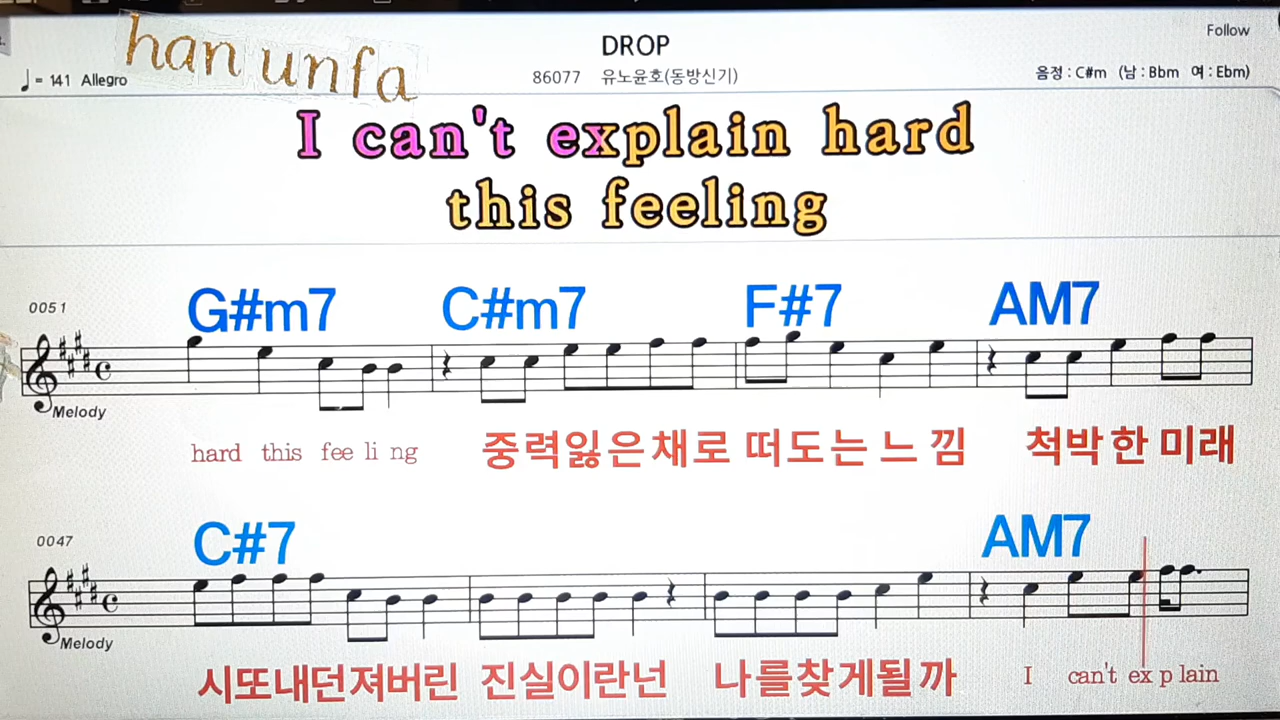 han unfa
DROP
Follow
♩ = 141 Allegro
86077 유노윤호(동방신기)
음정 : C#m (남 : Bbm 여 : Ebm)
I can't explain hard
this feeling
G#m7 C#m7 F#7 AM7
0051
Melody
hard this fee li ng 중력잃은채로 떠도는느낌 척박한미래
C#7 AM7
0047
Melody
시또내던져버린 진실이란넌 나를찾게될까 I can't ex p lain